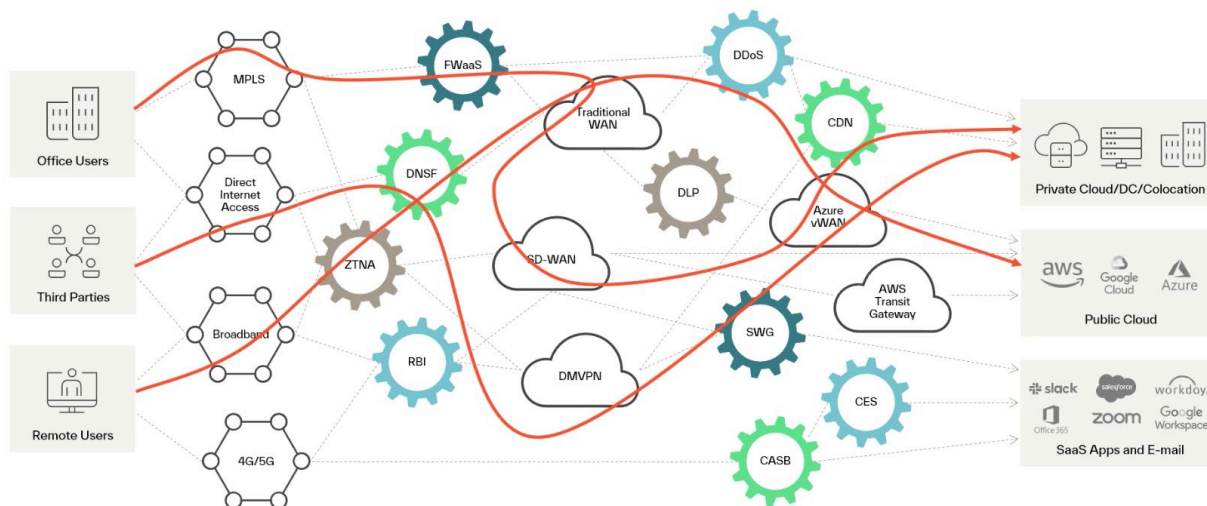 Office Users
Third Parties
Remote Users
MPLS
Direct
Internet
Access
Broadband
4G/5G
FWaaS
DNSF
ZTNA
RBI
Traditional
WAN
SD-WAN
DMVPN
DDoS
DLP
SWG
CASB
CDN
Azure
vWAN
AWS
Transit
Gateway
CES
Private Cloud/DC/Colocation
aws
Google
Cloud
Azure
Public Cloud
slack
salesforce
workday.
Office 365
zoom
Google
Workspace
SaaS Apps and E-mail